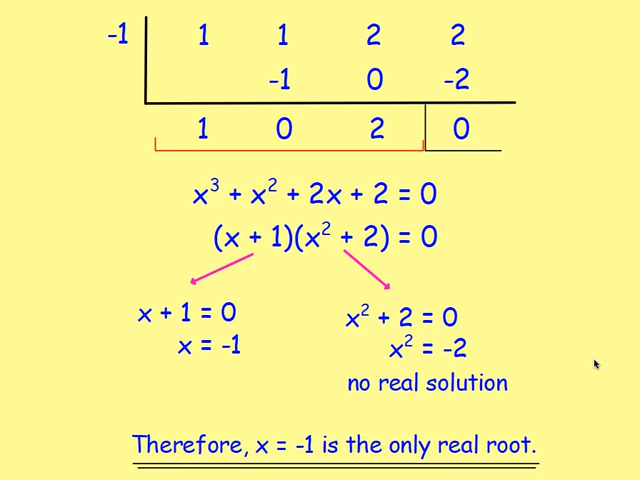 -1 1 1 2 2
-1 0 -2
1 0 2 0
x³ + x² + 2x + 2 = 0
(x + 1)(x² + 2) = 0
x + 1 = 0
x = -1
x² + 2 = 0
x² = -2
no real solution
Therefore, x = -1 is the only real root.